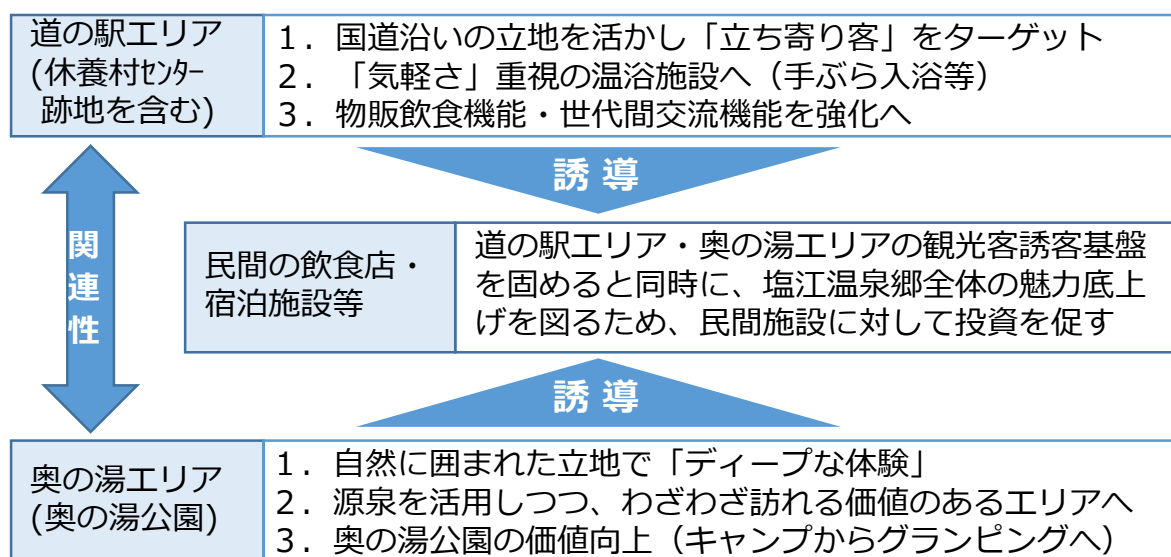 道の駅エリア
(休養村ｾﾝﾀｰ
跡地を含む)
１．国道沿いの立地を活かし「立ち寄り客」をターゲット
２．「気軽さ」重視の温浴施設へ（手ぶら入浴等）
３．物販飲食機能・世代間交流機能を強化へ
誘 導
関
連
性
民間の飲食店・
宿泊施設等
道の駅エリア・奥の湯エリアの観光客誘客基盤
を固めると同時に、塩江温泉郷全体の魅力底上
げを図るため、民間施設に対して投資を促す
誘 導
奥の湯エリア
(奥の湯公園)
１．自然に囲まれた立地で「ディープな体験」
２．源泉を活用しつつ、わざわざ訪れる価値のあるエリアへ
３．奥の湯公園の価値向上（キャンプからグランピングへ）